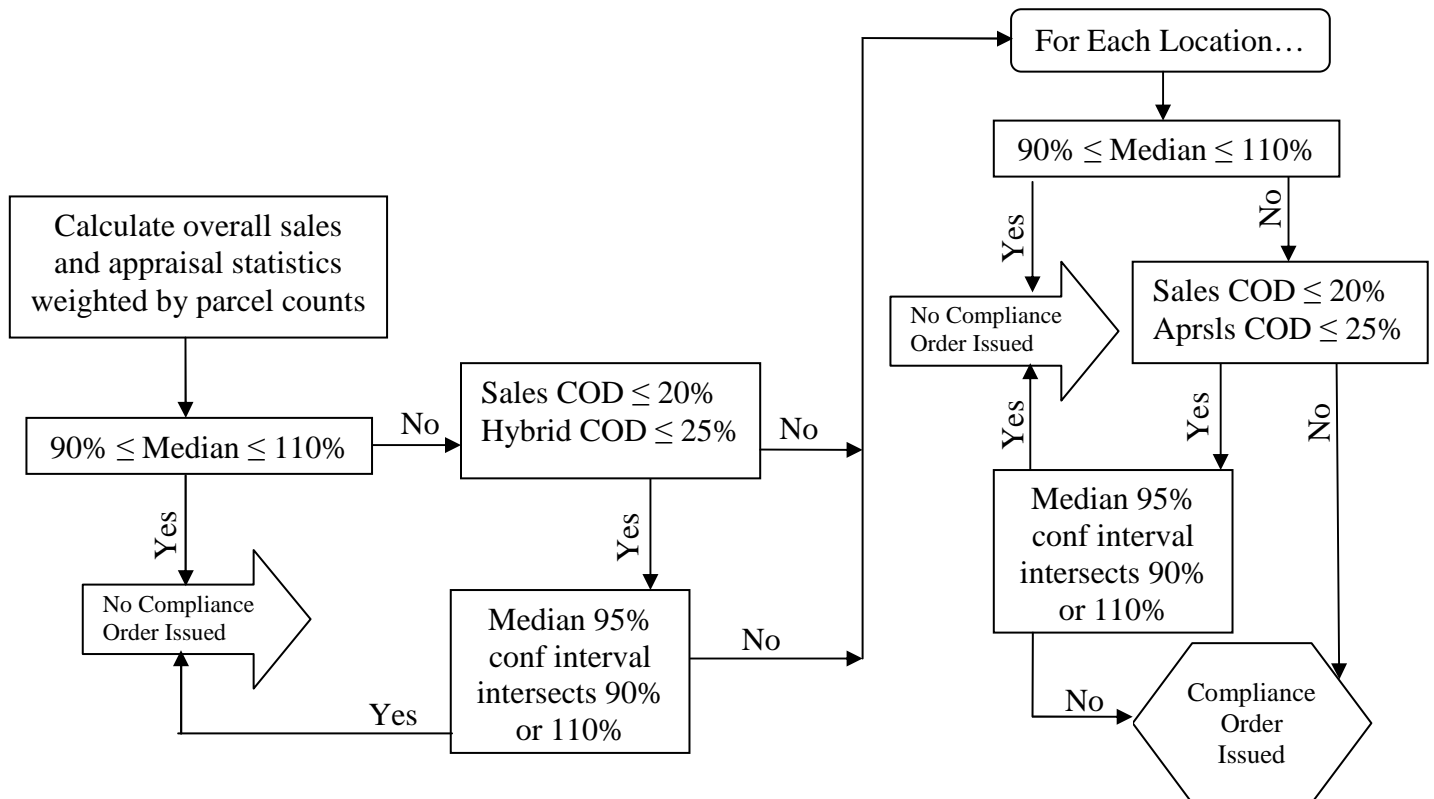 Calculate overall sales
and appraisal statistics
weighted by parcel counts
90% ≤ Median ≤ 110%
No
Yes
No Compliance
Order Issued
Sales COD ≤ 20%
Hybrid COD ≤ 25%
No
Yes
Median 95%
conf interval
intersects 90%
or 110%
No
Yes
For Each Location…
90% ≤ Median ≤ 110%
Yes
No
No Compliance
Order Issued
Sales COD ≤ 20%
Aprsls COD ≤ 25%
Yes
Yes
No
Median 95%
conf interval
intersects 90%
or 110%
No
Compliance
Order
Issued